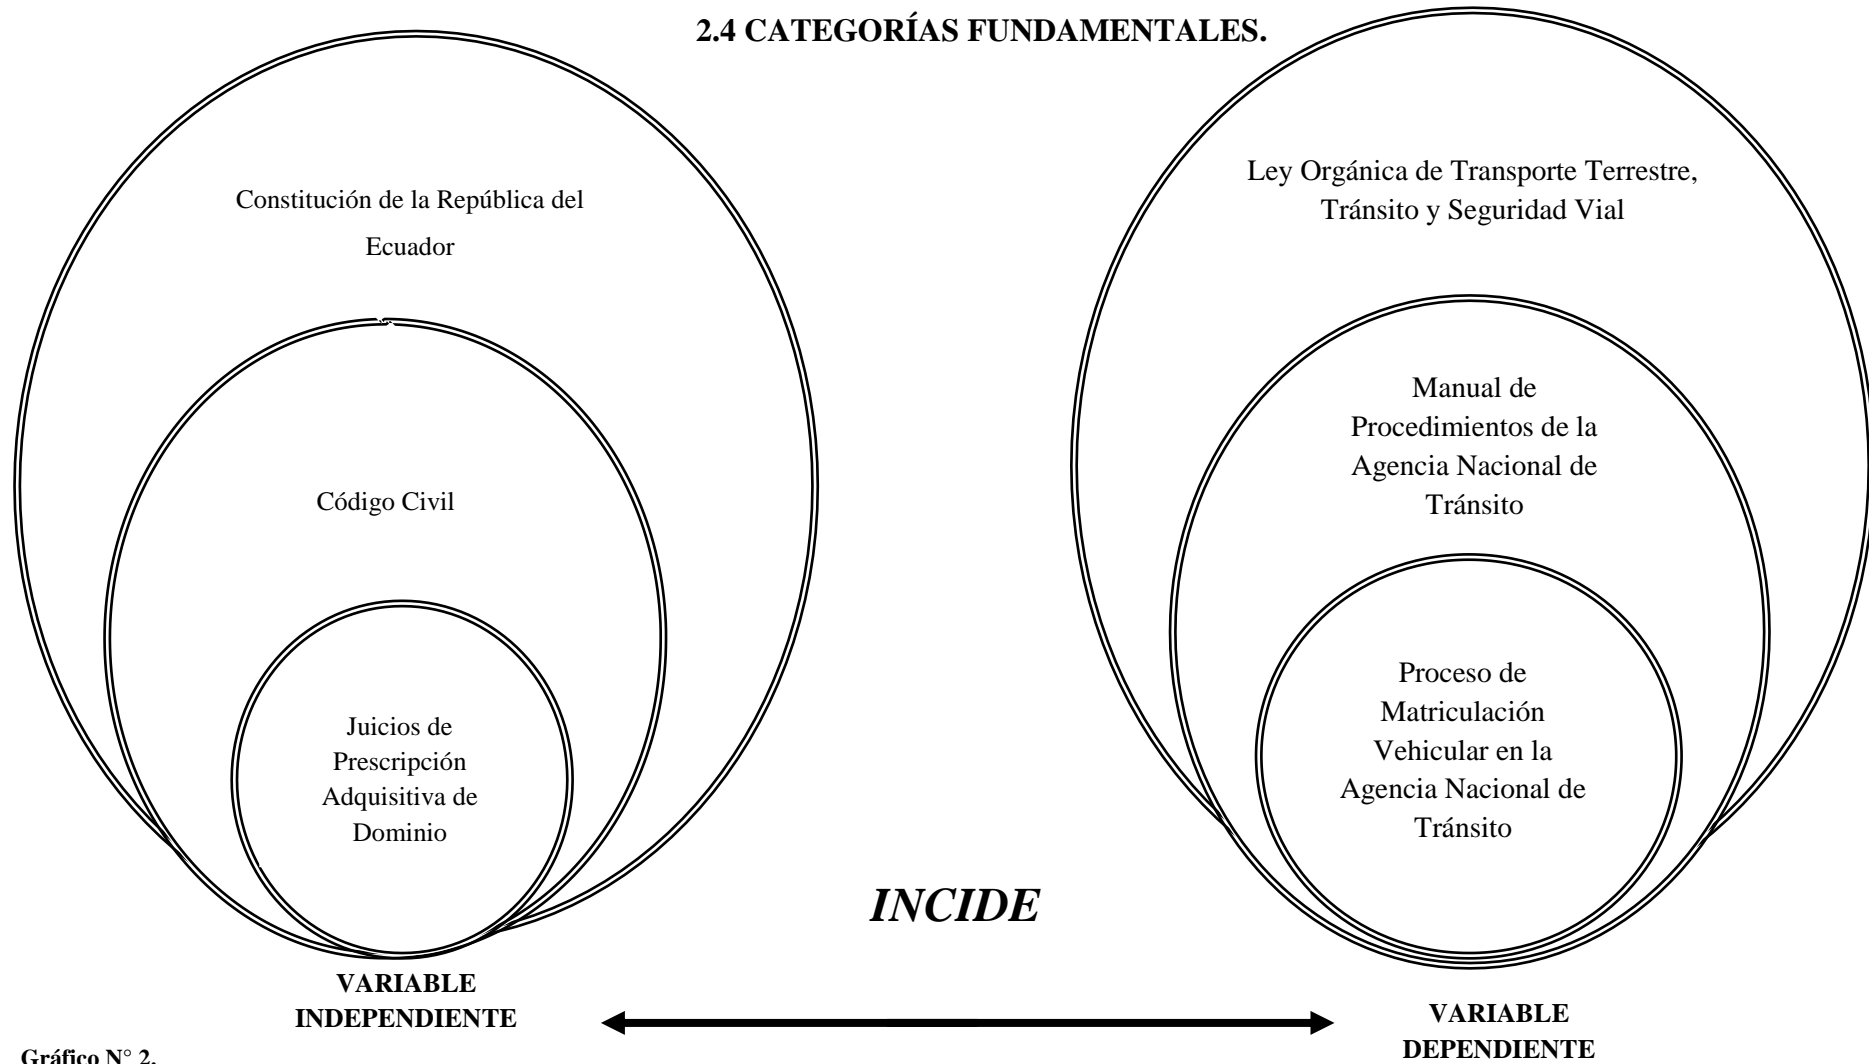 2.4 CATEGORÍAS FUNDAMENTALES.
Constitución de la República del
Ecuador
Código Civil
Juicios de
Prescripción
Adquisitiva de
Dominio
VARIABLE
INDEPENDIENTE
INCIDE
Ley Orgánica de Transporte Terrestre,
Tránsito y Seguridad Vial
Manual de
Procedimientos de la
Agencia Nacional de
Tránsito
Proceso de
Matriculación
Vehicular en la
Agencia Nacional de
Tránsito
VARIABLE
DEPENDIENTE
Gráfico N° 2.